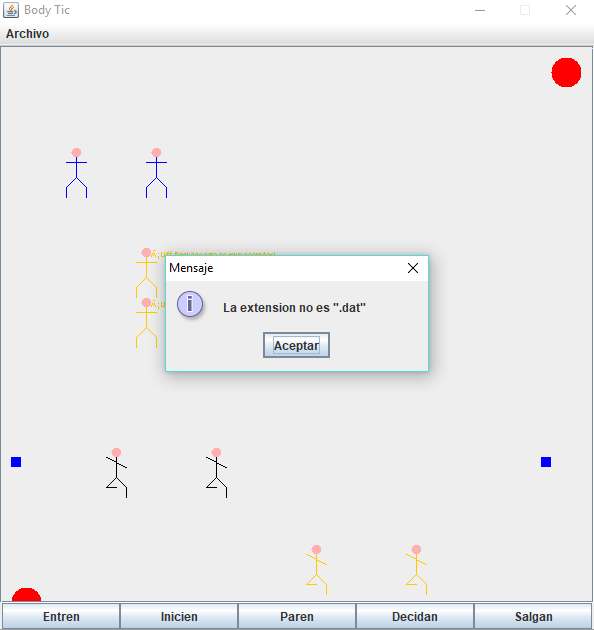 Body Tic
Archivo
Mensaje
La extension no es ".dat"
Aceptar
Entren
Inicien
Paren
Decidan
Salgan